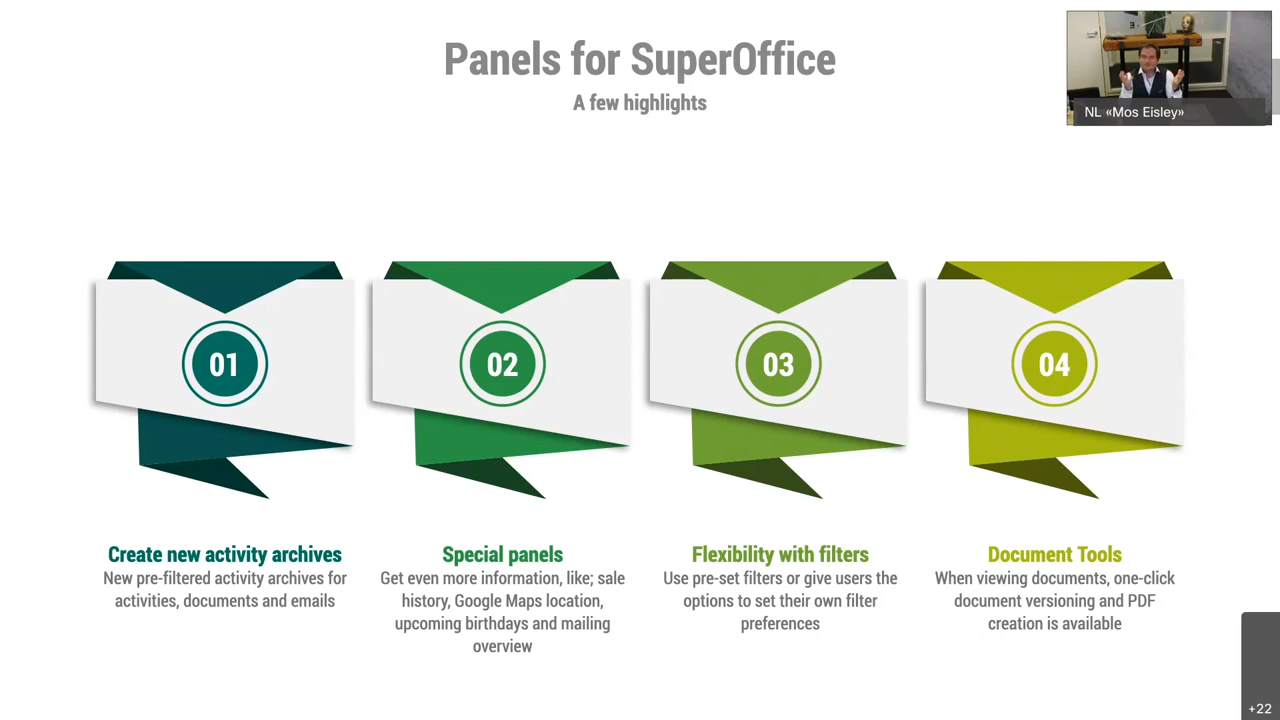 Panels for SuperOffice
A few highlights
NL «Mos Eisley»
01
02
03
04
Create new activity archives
New pre-filtered activity archives for
activities, documents and emails
Special panels
Get even more information, like; sale
history, Google Maps location,
upcoming birthdays and mailing
overview
Flexibility with filters
Use pre-set filters or give users the
options to set their own filter
preferences
Document Tools
When viewing documents, one-click
document versioning and PDF
creation is available
+22